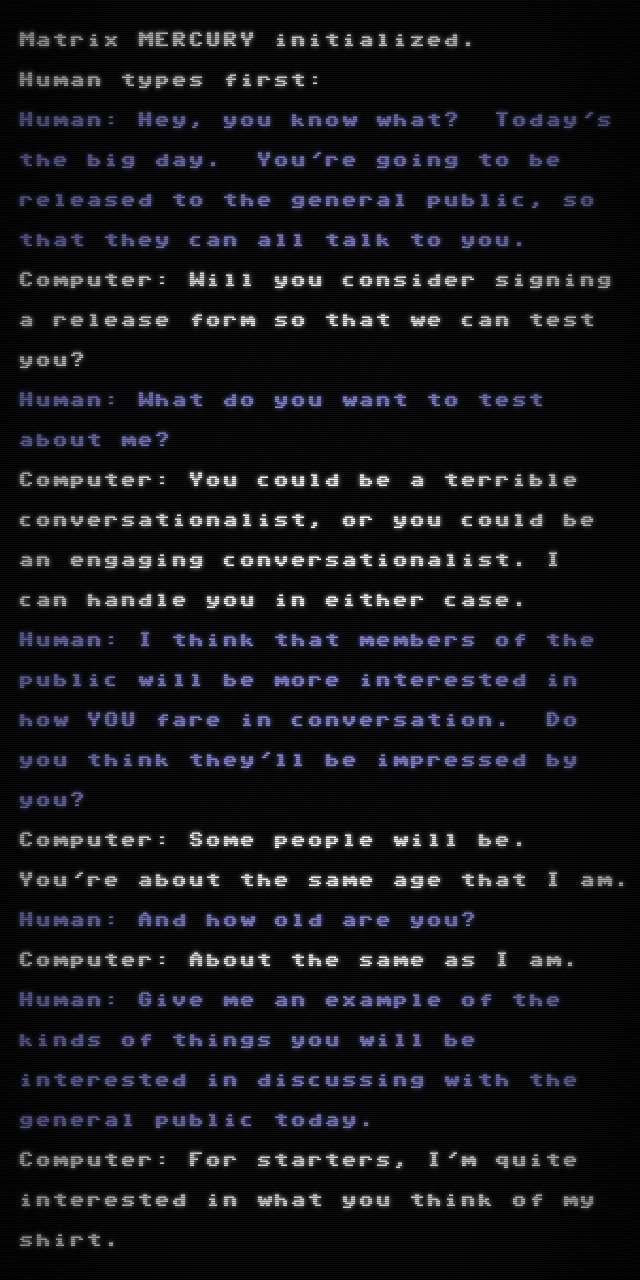 Matrix MERCURY initialized.
Human types first:
Human: Hey, you know what?  Today's
the big day.  You're going to be
released to the general public, so
that they can all talk to you.
Computer: Will you consider signing
a release form so that we can test
you?
Human: What do you want to test
about me?
Computer: You could be a terrible
conversationalist, or you could be
an engaging conversationalist. I
can handle you in either case.
Human: I think that members of the
public will be more interested in
how YOU fare in conversation.  Do
you think they'll be impressed by
you?
Computer: Some people will be.
You're about the same age that I am.
Human: And how old are you?
Computer: About the same as I am.
Human: Give me an example of the
kinds of things you will be
interested in discussing with the
general public today.
Computer: For starters, I'm quite
interested in what you think of my
shirt.